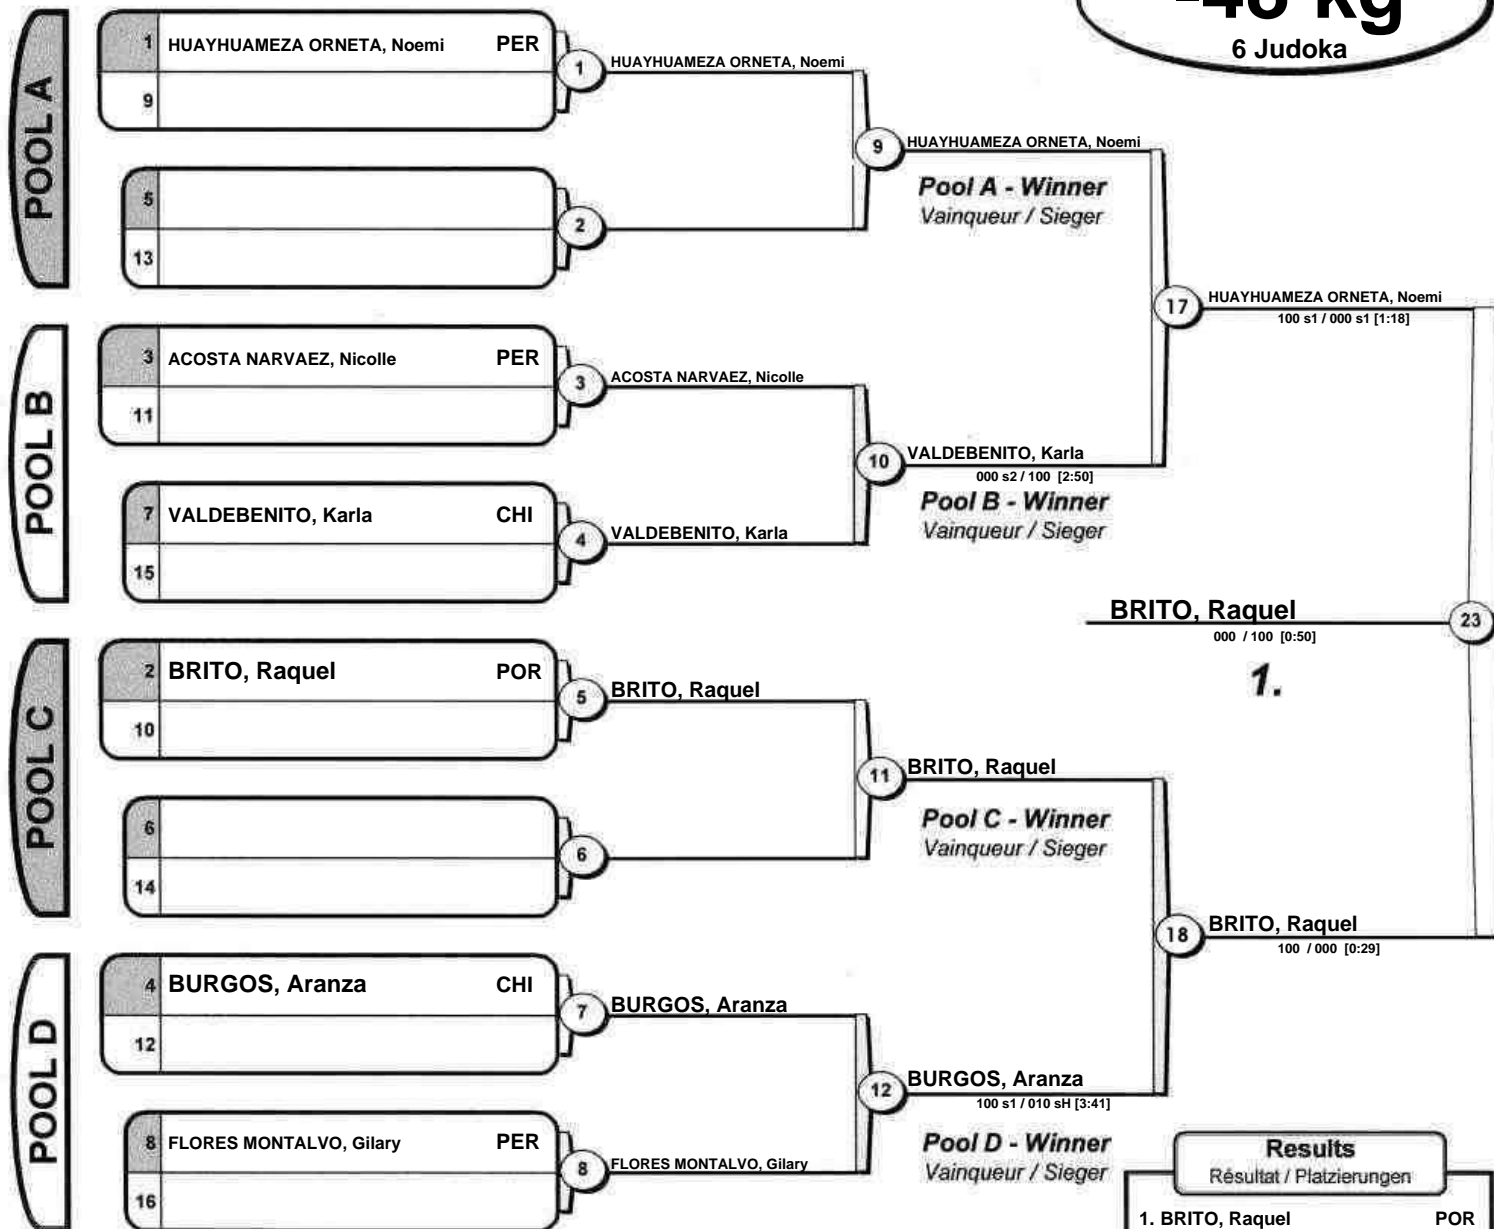 -48 kg
6 Judoka
POOL A
1 HUAYHUAMEZA ORNETA, Noemi PER
9
1 HUAYHUAMEZA ORNETA, Noemi
5
13
2
9 HUAYHUAMEZA ORNETA, Noemi
Pool A - Winner
Vainqueur / Sieger
POOL B
3 ACOSTA NARVAEZ, Nicolle PER
11
3 ACOSTA NARVAEZ, Nicolle
7 VALDEBENITO, Karla CHI
15
4 VALDEBENITO, Karla
10 VALDEBENITO, Karla
000 s2 / 100 [2:50]
Pool B - Winner
Vainqueur / Sieger
17 HUAYHUAMEZA ORNETA, Noemi
100 s1 / 000 s1 [1:18]
BRITO, Raquel 23
000 / 100 [0:50]
1.
POOL C
2 BRITO, Raquel POR
10
5 BRITO, Raquel
6
14
6
11 BRITO, Raquel
Pool C - Winner
Vainqueur / Sieger
18 BRITO, Raquel
100 / 000 [0:29]
POOL D
4 BURGOS, Aranza CHI
12
7 BURGOS, Aranza
8 FLORES MONTALVO, Gilary PER
16
8 FLORES MONTALVO, Gilary
12 BURGOS, Aranza
100 s1 / 010 sH [3:41]
Pool D - Winner
Vainqueur / Sieger
Results
Résultat / Platzierungen
1. BRITO, Raquel POR